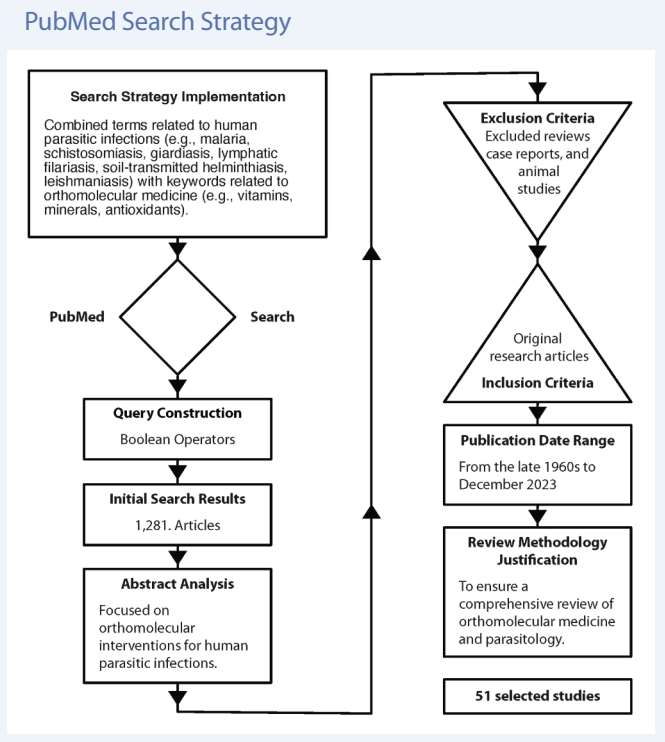 PubMed Search Strategy
Search Strategy Implementation
Combined terms related to human
parasitic infections (e.g., malaria,
schistosomiasis, giardiasis, lymphatic
filariasis, soil-transmitted helminthiasis,
leishmaniasis) with keywords related to
orthomolecular medicine (e.g., vitamins,
minerals, antioxidants).
PubMed
Search
Query Construction
Boolean Operators
Initial Search Results
1,281. Articles
Abstract Analysis
Focused on
orthomolecular
interventions for human
parasitic infections.
Exclusion Criteria
Excluded reviews
case reports, and
animal
studies
Original
research articles
Inclusion Criteria
Publication Date Range
From the late 1960s to
December 2023
Review Methodology
Justification
To ensure a
comprehensive review of
orthomolecular medicine
and parasitology.
51 selected studies